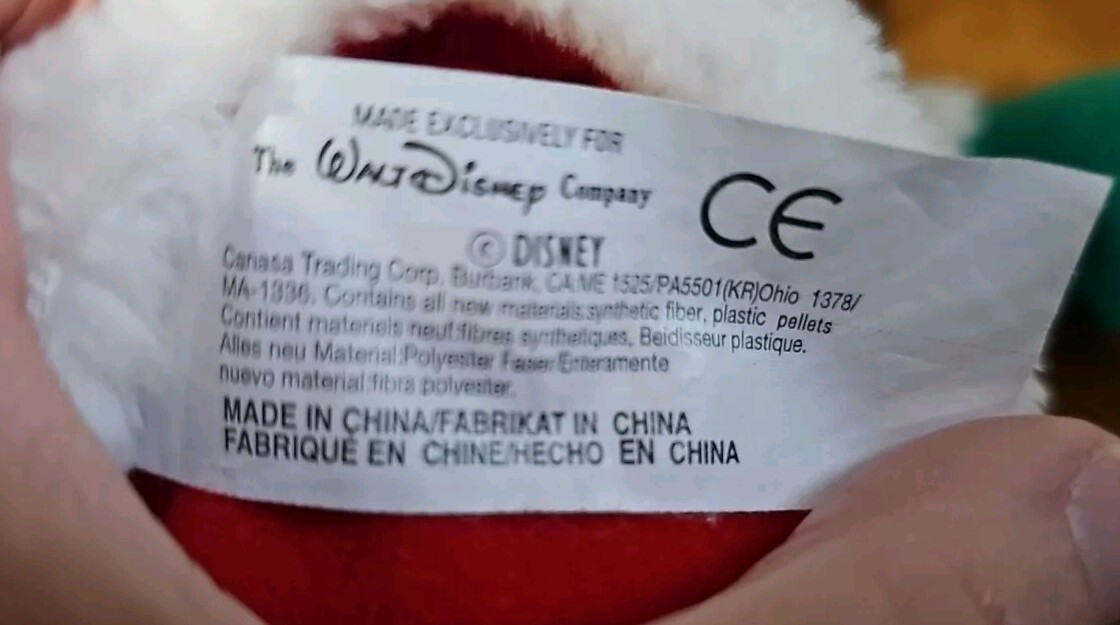 MADE EXCLUSIVELY FOR
The WALT DISNEY Company
CE
© DISNEY
Canasa Trading Corp. Burbank, CA/ME 1525/PA5501(KR)Ohio 1378/
MA-1336. Contains all new materials:synthetic fiber, plastic pellets
Contient materiels neuf:fibres synthetiques, Beidisseur plastique.
Alles neu Material:Polyester Faser/Enteramente
nuevo material:fibra polyester.
MADE IN CHINA/FABRIKAT IN CHINA
FABRIQUÉ EN CHINE/HECHO EN CHINA